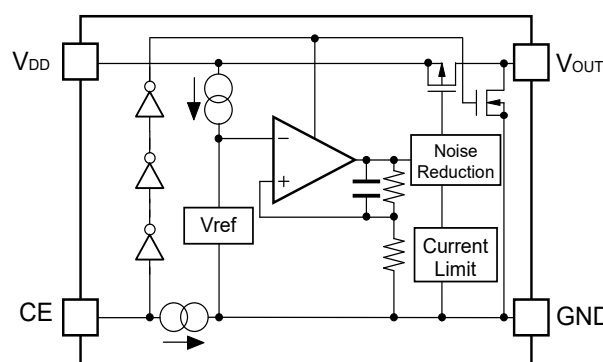 VDD
VOUT
−
+
Noise
Reduction
Vref
Current
Limit
CE
GND